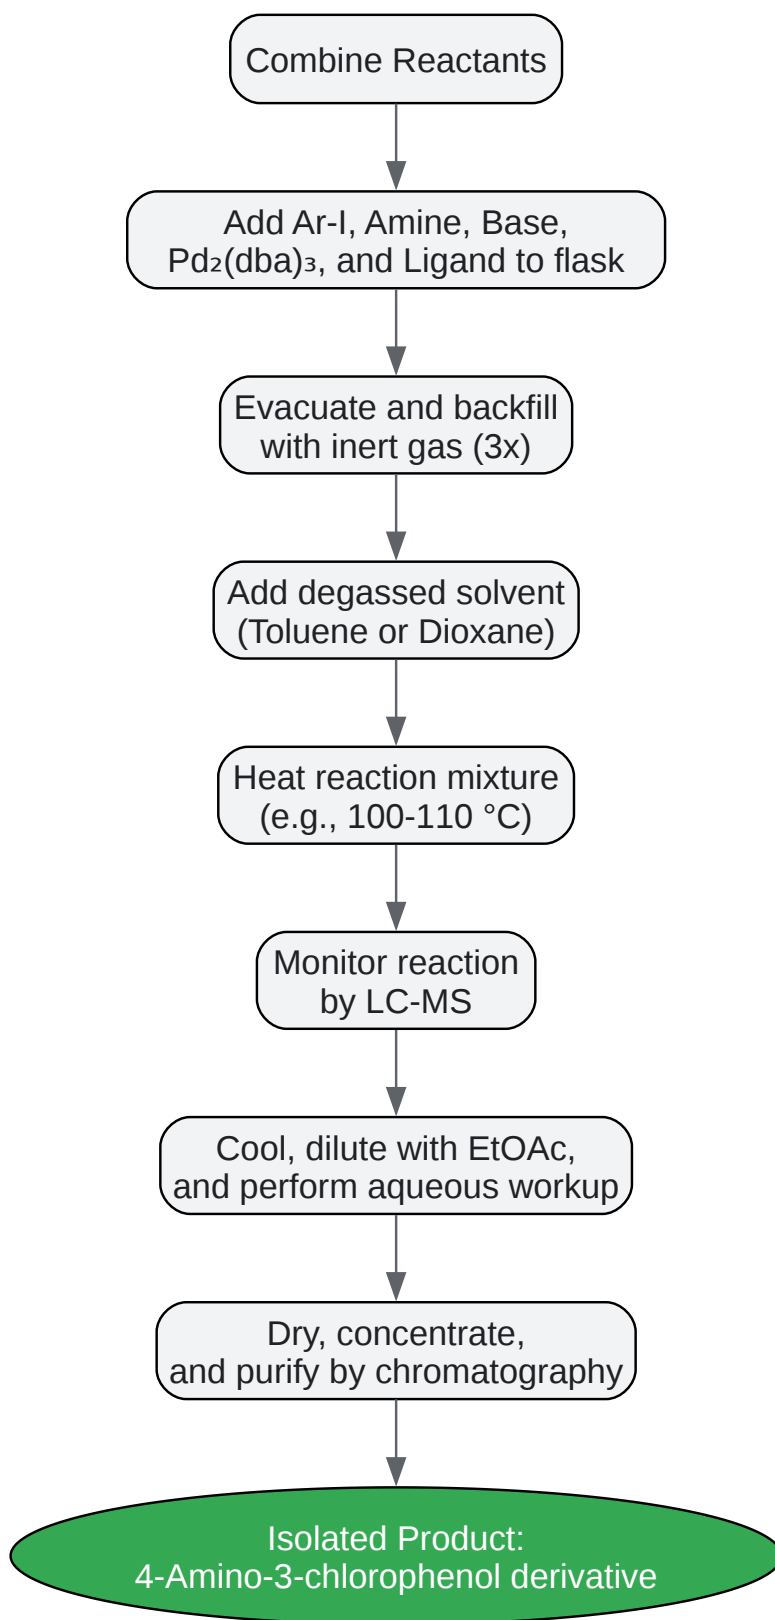 Combine Reactants
Add Ar-I, Amine, Base,
Pd₂(dba)₃, and Ligand to flask
Evacuate and backfill
with inert gas (3x)
Add degassed solvent
(Toluene or Dioxane)
Heat reaction mixture
(e.g., 100-110 °C)
Monitor reaction
by LC-MS
Cool, dilute with EtOAc,
and perform aqueous workup
Dry, concentrate,
and purify by chromatography
Isolated Product:
4-Amino-3-chlorophenol derivative